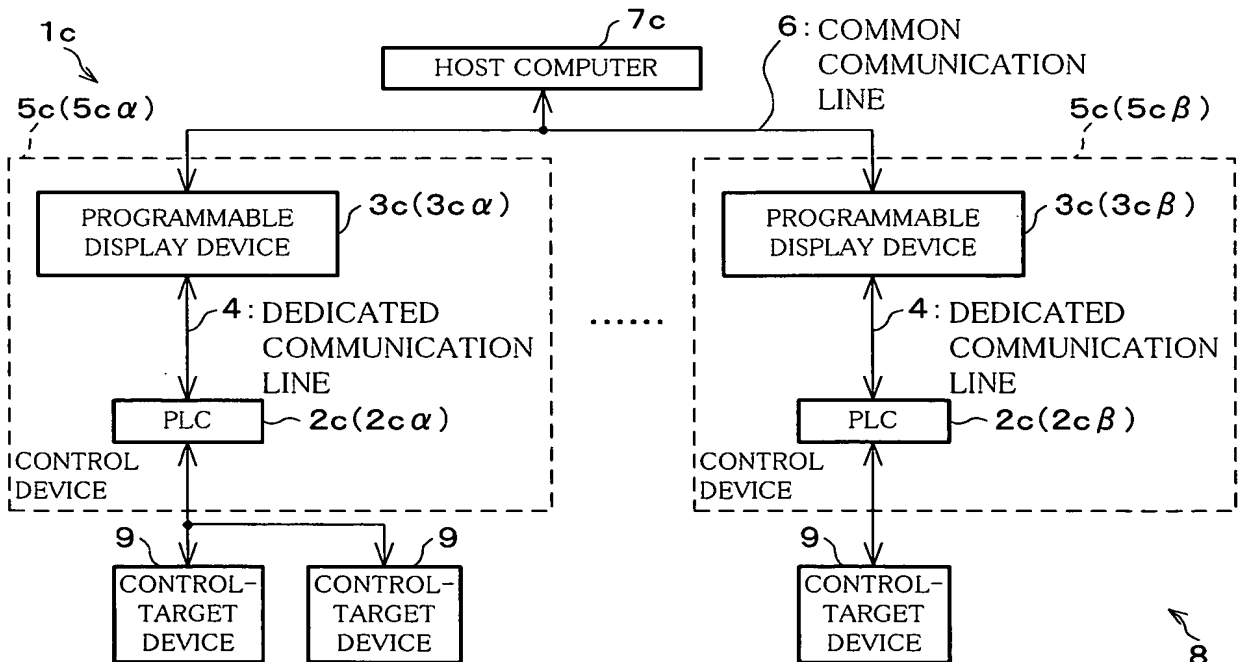 1c
7c
6: COMMON
COMMUNICATION
LINE
HOST COMPUTER
5c(5cα)
5c(5cβ)
PROGRAMMABLE
DISPLAY DEVICE
3c(3cα)
PROGRAMMABLE
DISPLAY DEVICE
3c(3cβ)
4: DEDICATED
COMMUNICATION
LINE
......
4: DEDICATED
COMMUNICATION
LINE
PLC
2c(2cα)
PLC
2c(2cβ)
CONTROL
DEVICE
CONTROL
DEVICE
9
9
9
CONTROL-
TARGET
DEVICE
CONTROL-
TARGET
DEVICE
CONTROL-
TARGET
DEVICE
8